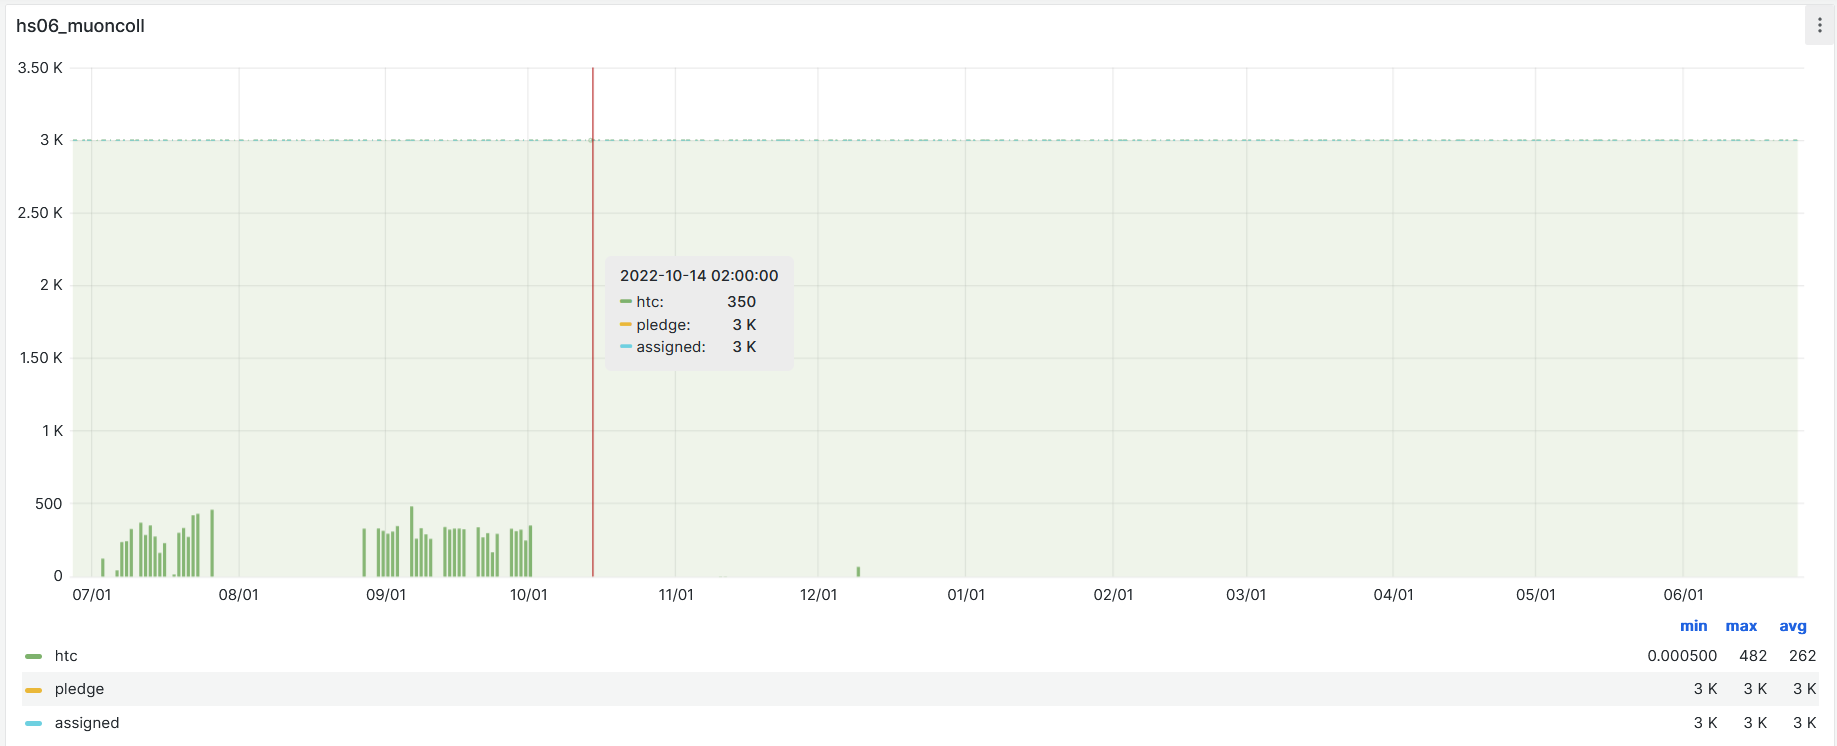 hs06_muoncoll
3.50 K
3 K
2.50 K
2 K
1.50 K
1 K
500
0
2022-10-14 02:00:00
htc: 350
pledge: 3 K
assigned: 3 K
07/01 08/01 09/01 10/01 11/01 12/01 01/01 02/01 03/01 04/01 05/01 06/01
min max avg
htc 0.000500 482 262
pledge 3 K 3 K 3 K
assigned 3 K 3 K 3 K